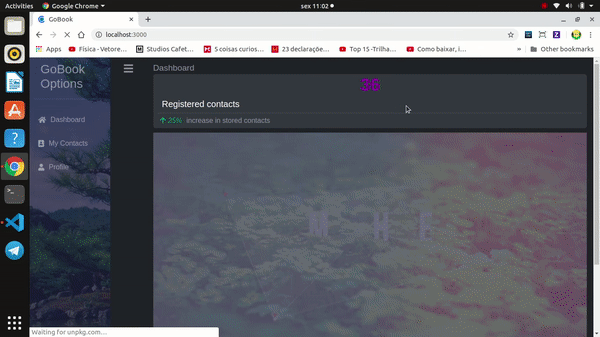 Activities Google Chrome sex 11:02
GoBook
localhost:3000
Apps Física - Vetore... Studios Cafet... 5 coisas curios... 23 declaraçõe... Top 15 -Trilha... Como baixar, i... Other bookmarks
GoBook
Options
Dashboard
My Contacts
Profile
Dashboard
Registered contacts
25% increase in stored contacts
M H E
Waiting for unpkg.com...